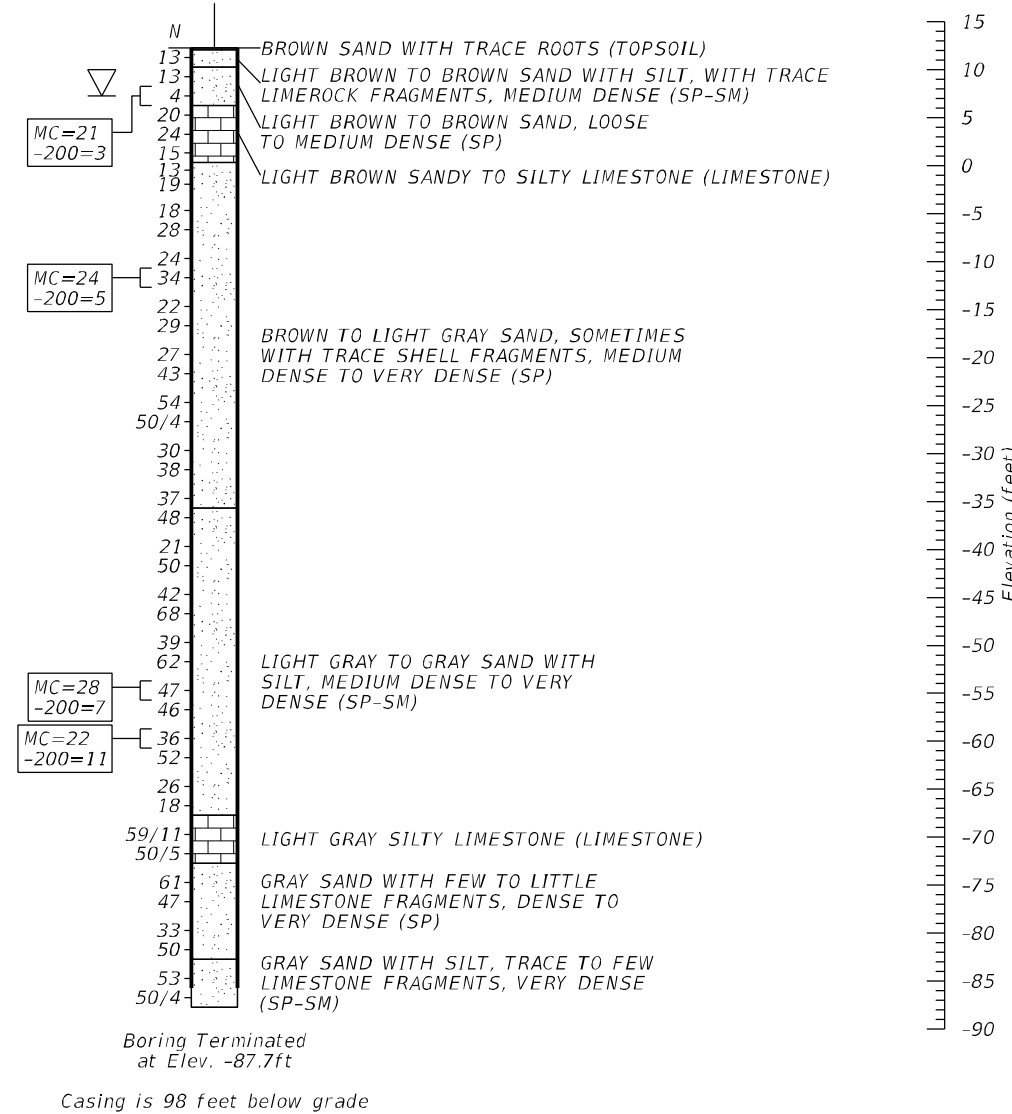 N
13
13
4
20
24
15
13
19
18
28
24
34
22
29
27
43
54
50/4
30
38
37
48
21
50
42
68
39
62
47
46
36
52
26
18
59/11
50/5
61
47
33
50
53
50/4
MC=21
-200=3
MC=24
-200=5
MC=28
-200=7
MC=22
-200=11
BROWN SAND WITH TRACE ROOTS (TOPSOIL)
LIGHT BROWN TO BROWN SAND WITH SILT, WITH TRACE
LIMEROCK FRAGMENTS, MEDIUM DENSE (SP-SM)
LIGHT BROWN TO BROWN SAND, LOOSE
TO MEDIUM DENSE (SP)
LIGHT BROWN SANDY TO SILTY LIMESTONE (LIMESTONE)
BROWN TO LIGHT GRAY SAND, SOMETIMES
WITH TRACE SHELL FRAGMENTS, MEDIUM
DENSE TO VERY DENSE (SP)
LIGHT GRAY TO GRAY SAND WITH
SILT, MEDIUM DENSE TO VERY
DENSE (SP-SM)
LIGHT GRAY SILTY LIMESTONE (LIMESTONE)
GRAY SAND WITH FEW TO LITTLE
LIMESTONE FRAGMENTS, DENSE TO
VERY DENSE (SP)
GRAY SAND WITH SILT, TRACE TO FEW
LIMESTONE FRAGMENTS, VERY DENSE
(SP-SM)
15
10
5
0
-5
-10
-15
-20
-25
-30
-35
-40
-45
-50
-55
-60
-65
-70
-75
-80
-85
-90
Elevation (feet)
Boring Terminated
at Elev. -87.7ft
Casing is 98 feet below grade